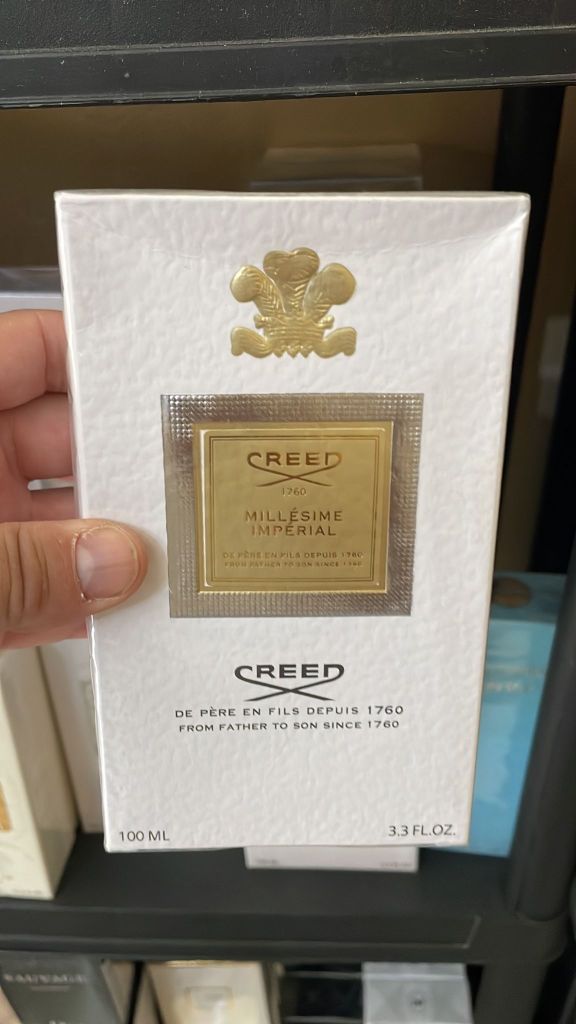 CREED
1760
MILLÉSIME
IMPÉRIAL
DE PÈRE EN FILS DEPUIS 1760
FROM FATHER TO SON SINCE 1760
CREED
DE PÈRE EN FILS DEPUIS 1760
FROM FATHER TO SON SINCE 1760
100 ML
3.3 FL.OZ.
SAUVAGE